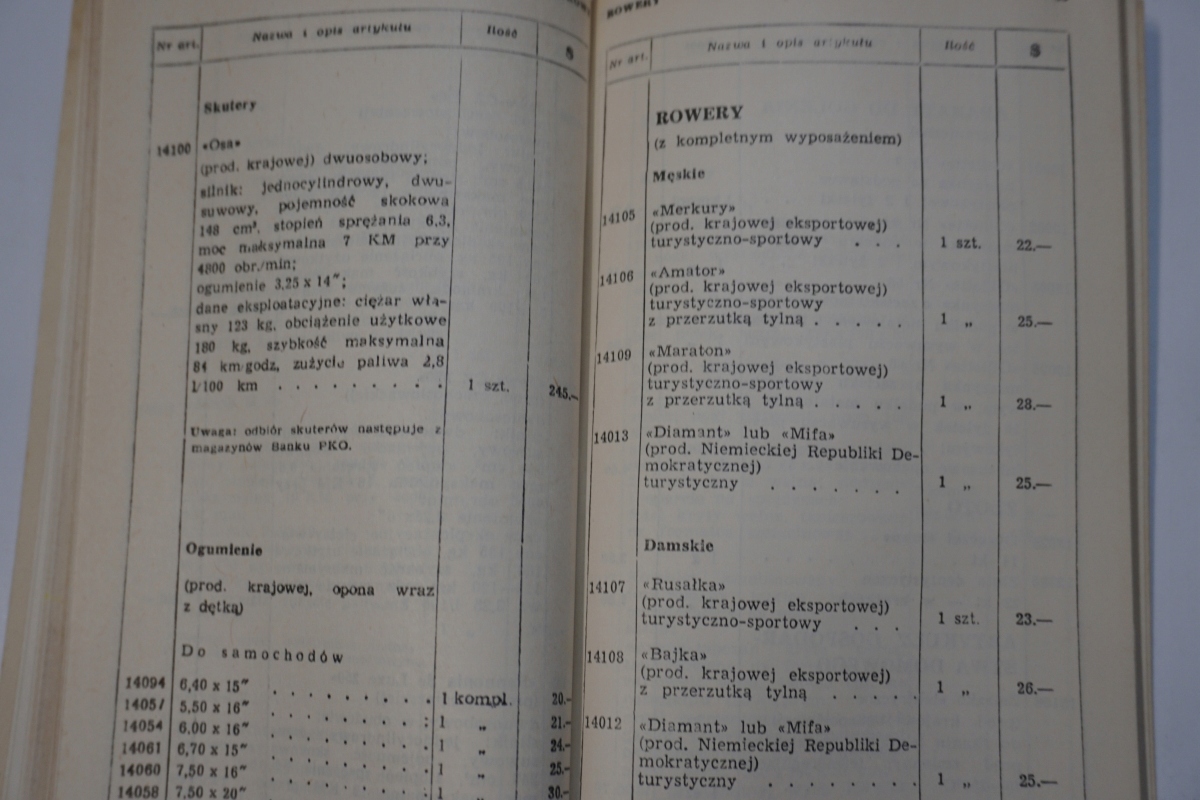 Nr art.
Nazwa i opis artykułu
Ilość
$
Skutery
14100 «Osa»
(prod. krajowej) dwuosobowy;
silnik: jednocylindrowy, dwu-
suwowy, pojemność skokowa
148 cm³, stopień sprężania 6,3,
moc maksymalna 7 KM przy
4800 obr./min;
ogumienie 3,25 x 14″;
dane eksploatacyjne: ciężar wła-
sny 123 kg, obciążenie użytkowe
180 kg, szybkość maksymalna
84 km/godz, zużycie paliwa 2,8
1/100 km . . . . . . . . . 1 szt. 245.-
Uwaga: odbiór skuterów następuje z
magazynów Banku PKO.
Ogumienie
(prod. krajowej, opona wraz
z dętką)
Do samochodów
14094 6,40 x 15″ . . . . . . . . 1 kompl. 20.-
14057 5,50 x 16″ . . . . . . . . 1 „ 21.-
14054 6,00 x 16″ . . . . . . . . 1 „ 24.-
14061 6,70 x 15″ . . . . . . . . 1 „ 25.-
14060 7,50 x 16″ . . . . . . . . 1 „ 30.-
14058 7,50 x 20″
ROWERY
Nr art.
Nazwa i opis artykułu
Ilość
$
ROWERY
(z kompletnym wyposażeniem)
Męskie
14105 «Merkury»
(prod. krajowej eksportowej)
turystyczno-sportowy . . . 1 szt. 22.—
14106 «Amator»
(prod. krajowej eksportowej)
turystyczno-sportowy
z przerzutką tylną . . . . . 1 „ 25.—
14109 «Maraton»
(prod. krajowej eksportowej)
turystyczno-sportowy
z przerzutką tylną . . . . . 1 „ 28.—
14013 «Diamant» lub «Mifa»
(prod. Niemieckiej Republiki De-
mokratycznej)
turystyczny . . . . . . . 1 „ 25.—
Damskie
14107 «Rusałka»
(prod. krajowej eksportowej)
turystyczno-sportowy . . . 1 szt. 23.—
14108 «Bajka»
(prod. krajowej eksportowej)
z przerzutką tylną . . . . . 1 „ 26.—
14012 «Diamant» lub «Mifa»
(prod. Niemieckiej Republiki De-
mokratycznej)
turystyczny . . . . . . . 1 „ 25.—